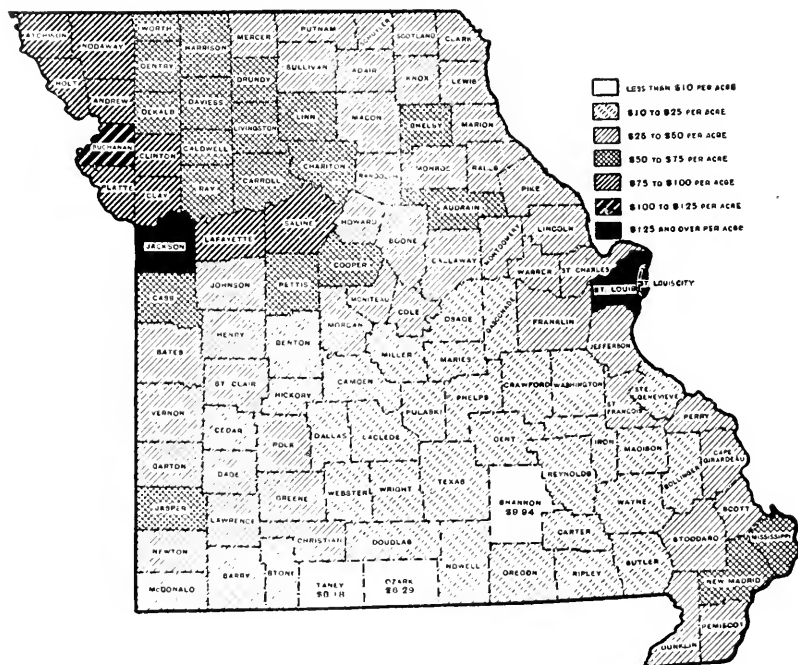 ATCHISON
NODAWAY
WORTH
HARRISON
MERCER
PUTNAM
SCHUYLER
SCOTLAND
CLARK
HOLT
ANDREW
GENTRY
DEKALB
DAVIESS
GRUNDY
SULLIVAN
ADAIR
KNOX
LEWIS
LIVINGSTON
LINN
MACON
SHELBY
MARION
BUCHANAN
CLINTON
CALDWELL
CHARITON
RANDOLPH
MONROE
RALLS
PIKE
PLATTE
CLAY
RAY
CARROLL
AUDRAIN
LINCOLN
JACKSON
LAFAYETTE
SALINE
HOWARD
BOONE
CALLAWAY
MONTGOMERY
WARREN
ST. CHARLES
ST. LOUIS
ST. LOUIS CITY
CASS
JOHNSON
PETTIS
COOPER
MONITEAU
COLE
OSAGE
GASCONADE
FRANKLIN
JEFFERSON
BATES
HENRY
BENTON
MORGAN
MILLER
MARIES
ST. CLAIR
HICKORY
CAMDEN
PULASKI
PHELPS
CRAWFORD
WASHINGTON
ST. FRANCOIS
STE. GENEVIEVE
PERRY
VERNON
CEDAR
POLK
DALLAS
LACLEDE
DENT
IRON
MADISON
BOLLINGER
CAPE GIRARDEAU
BARTON
DADE
GREENE
WEBSTER
WRIGHT
TEXAS
SHANNON
$9.94
REYNOLDS
WAYNE
SCOTT
JASPER
LAWRENCE
CHRISTIAN
DOUGLAS
CARTER
STODDARD
MISSISSIPPI
NEWTON
MCDONALD
BARRY
STONE
TANEY
OZARK
$6.29
HOWELL
OREGON
RIPLEY
BUTLER
NEW MADRID
PEMISCOT
DUNKLIN
LESS THAN $10 PER ACRE
$10 TO $25 PER ACRE
$25 TO $50 PER ACRE
$50 TO $75 PER ACRE
$75 TO $100 PER ACRE
$100 TO $125 PER ACRE
$125 AND OVER PER ACRE